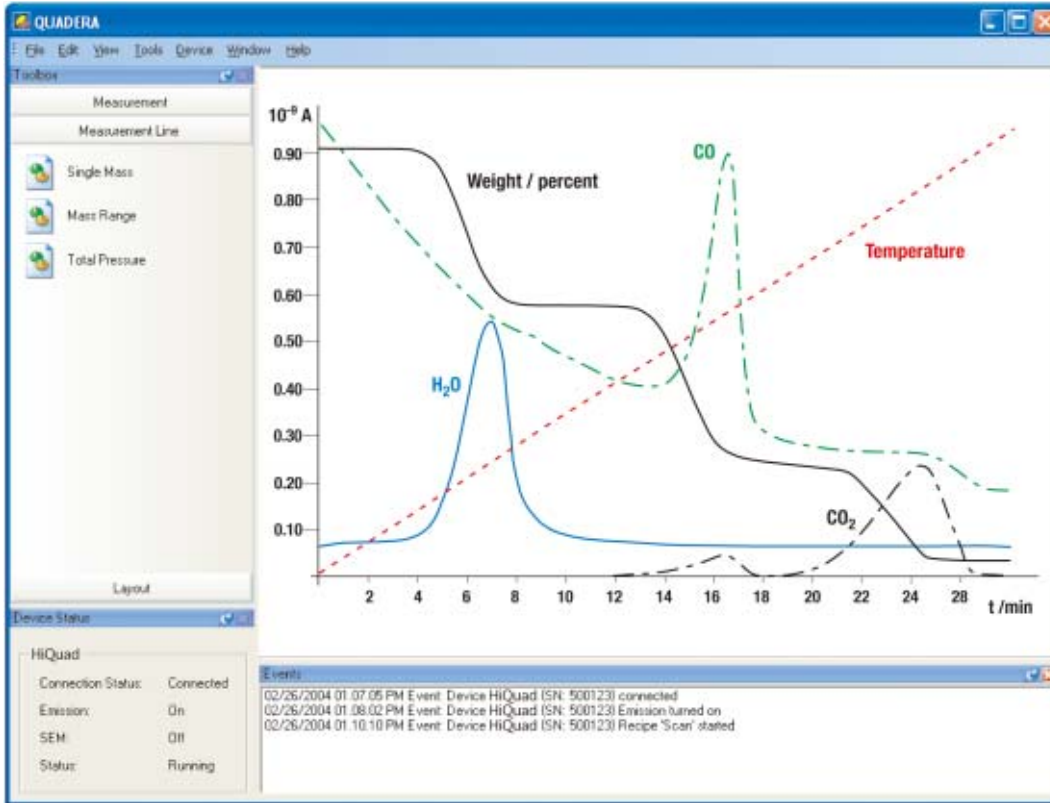 QUADERA
File Edit View Tools Device Window Help
Toolbox
Measurement
Measurement Line
Single Mass
Mass Range
Total Pressure
Layout
Device Status
HiQuad
Connection Status: Connected
Emission: On
SEM: Off
Status: Running
10⁻⁹ A
0.90
0.80
0.70
0.60
0.50
0.40
0.30
0.20
0.10
Weight / percent
CO
Temperature
H₂O
CO₂
2 4 6 8 10 12 14 16 18 20 22 24 28
t /min
Events
02/26/2004 01.07.05 PM Event: Device HiQuad (SN: 500123) connected
02/26/2004 01.08.02 PM Event: Device HiQuad (SN: 500123) Emission turned on
02/26/2004 01.10.10 PM Event: Device HiQuad (SN: 500123) Recipe 'Scan' started